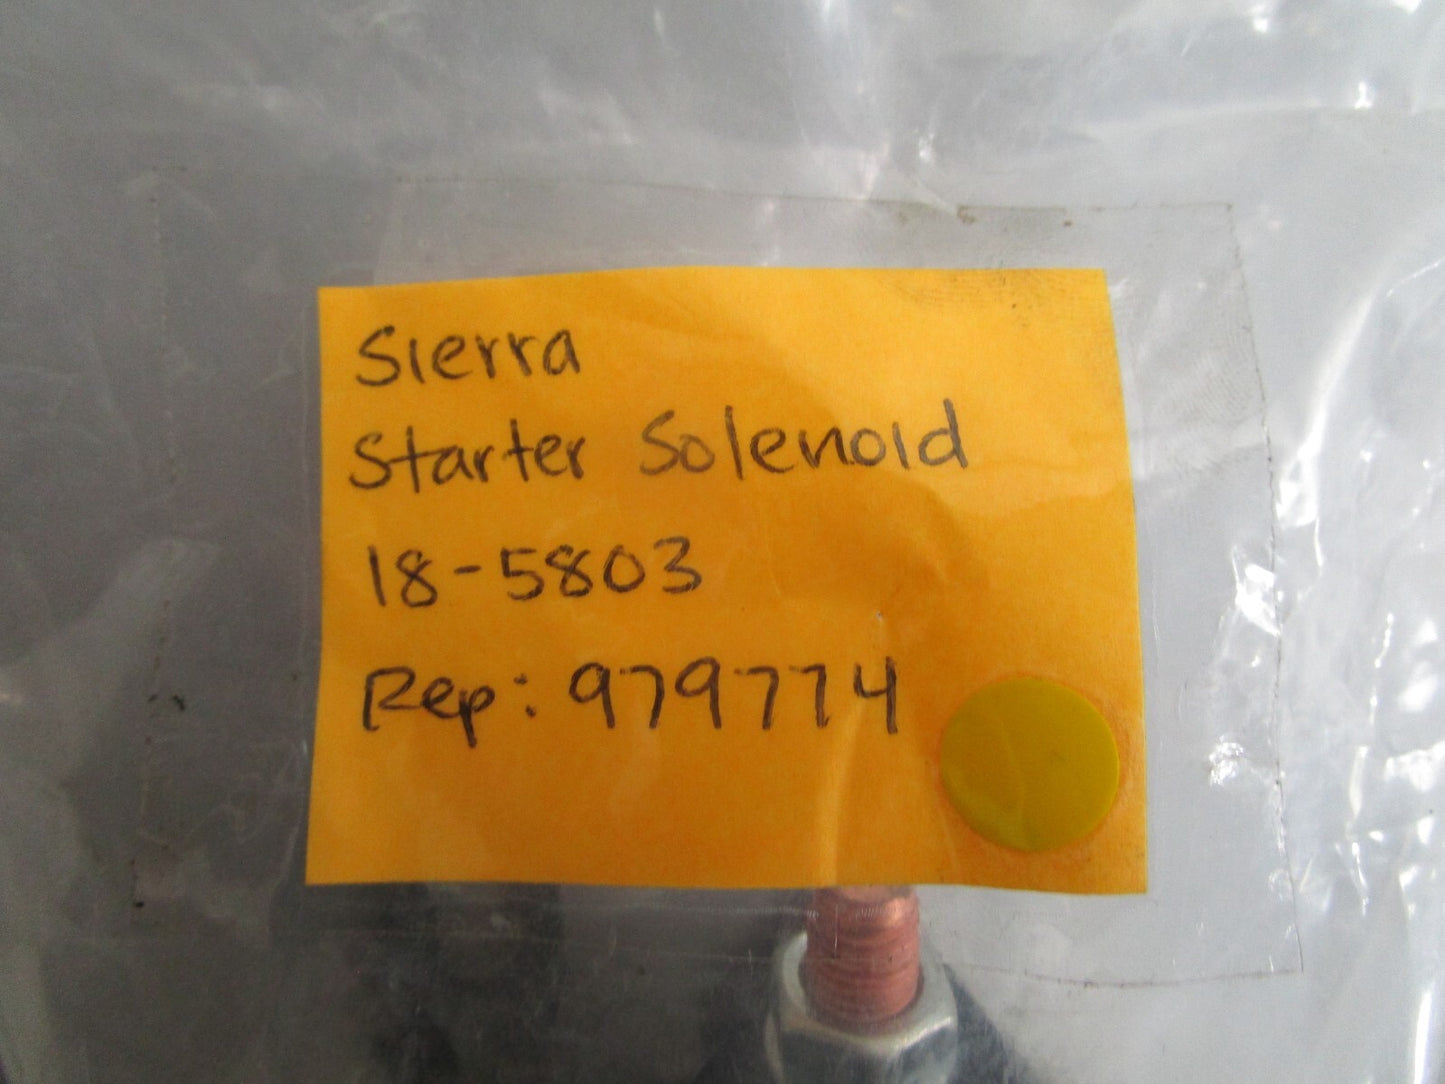 Sierra
Starter Solenoid
18-5803
Rep: 979774